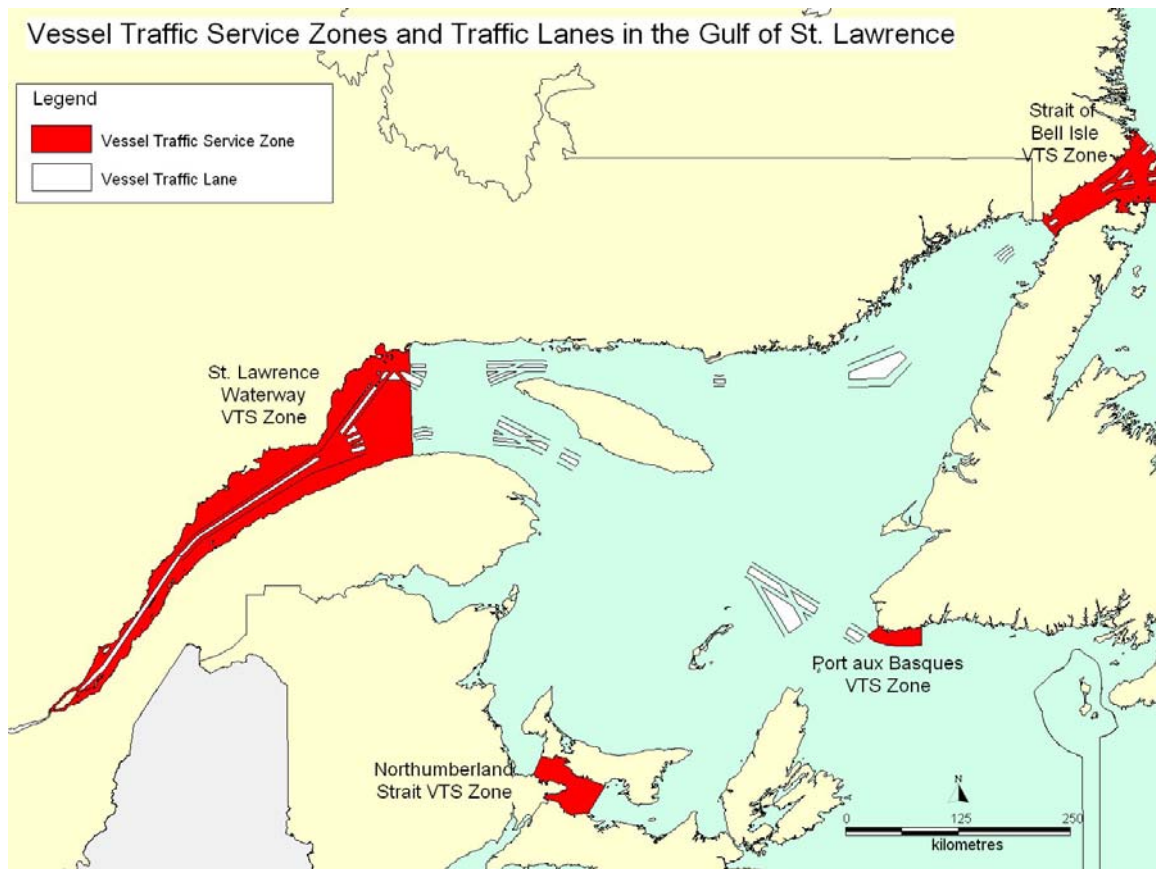 Vessel Traffic Service Zones and Traffic Lanes in the Gulf of St. Lawrence
Legend
Vessel Traffic Service Zone
Vessel Traffic Lane
Strait of
Bell Isle
VTS Zone
St. Lawrence
Waterway
VTS Zone
Port aux Basques
VTS Zone
Northumberland
Strait VTS Zone
N
0 125 250
kilometres